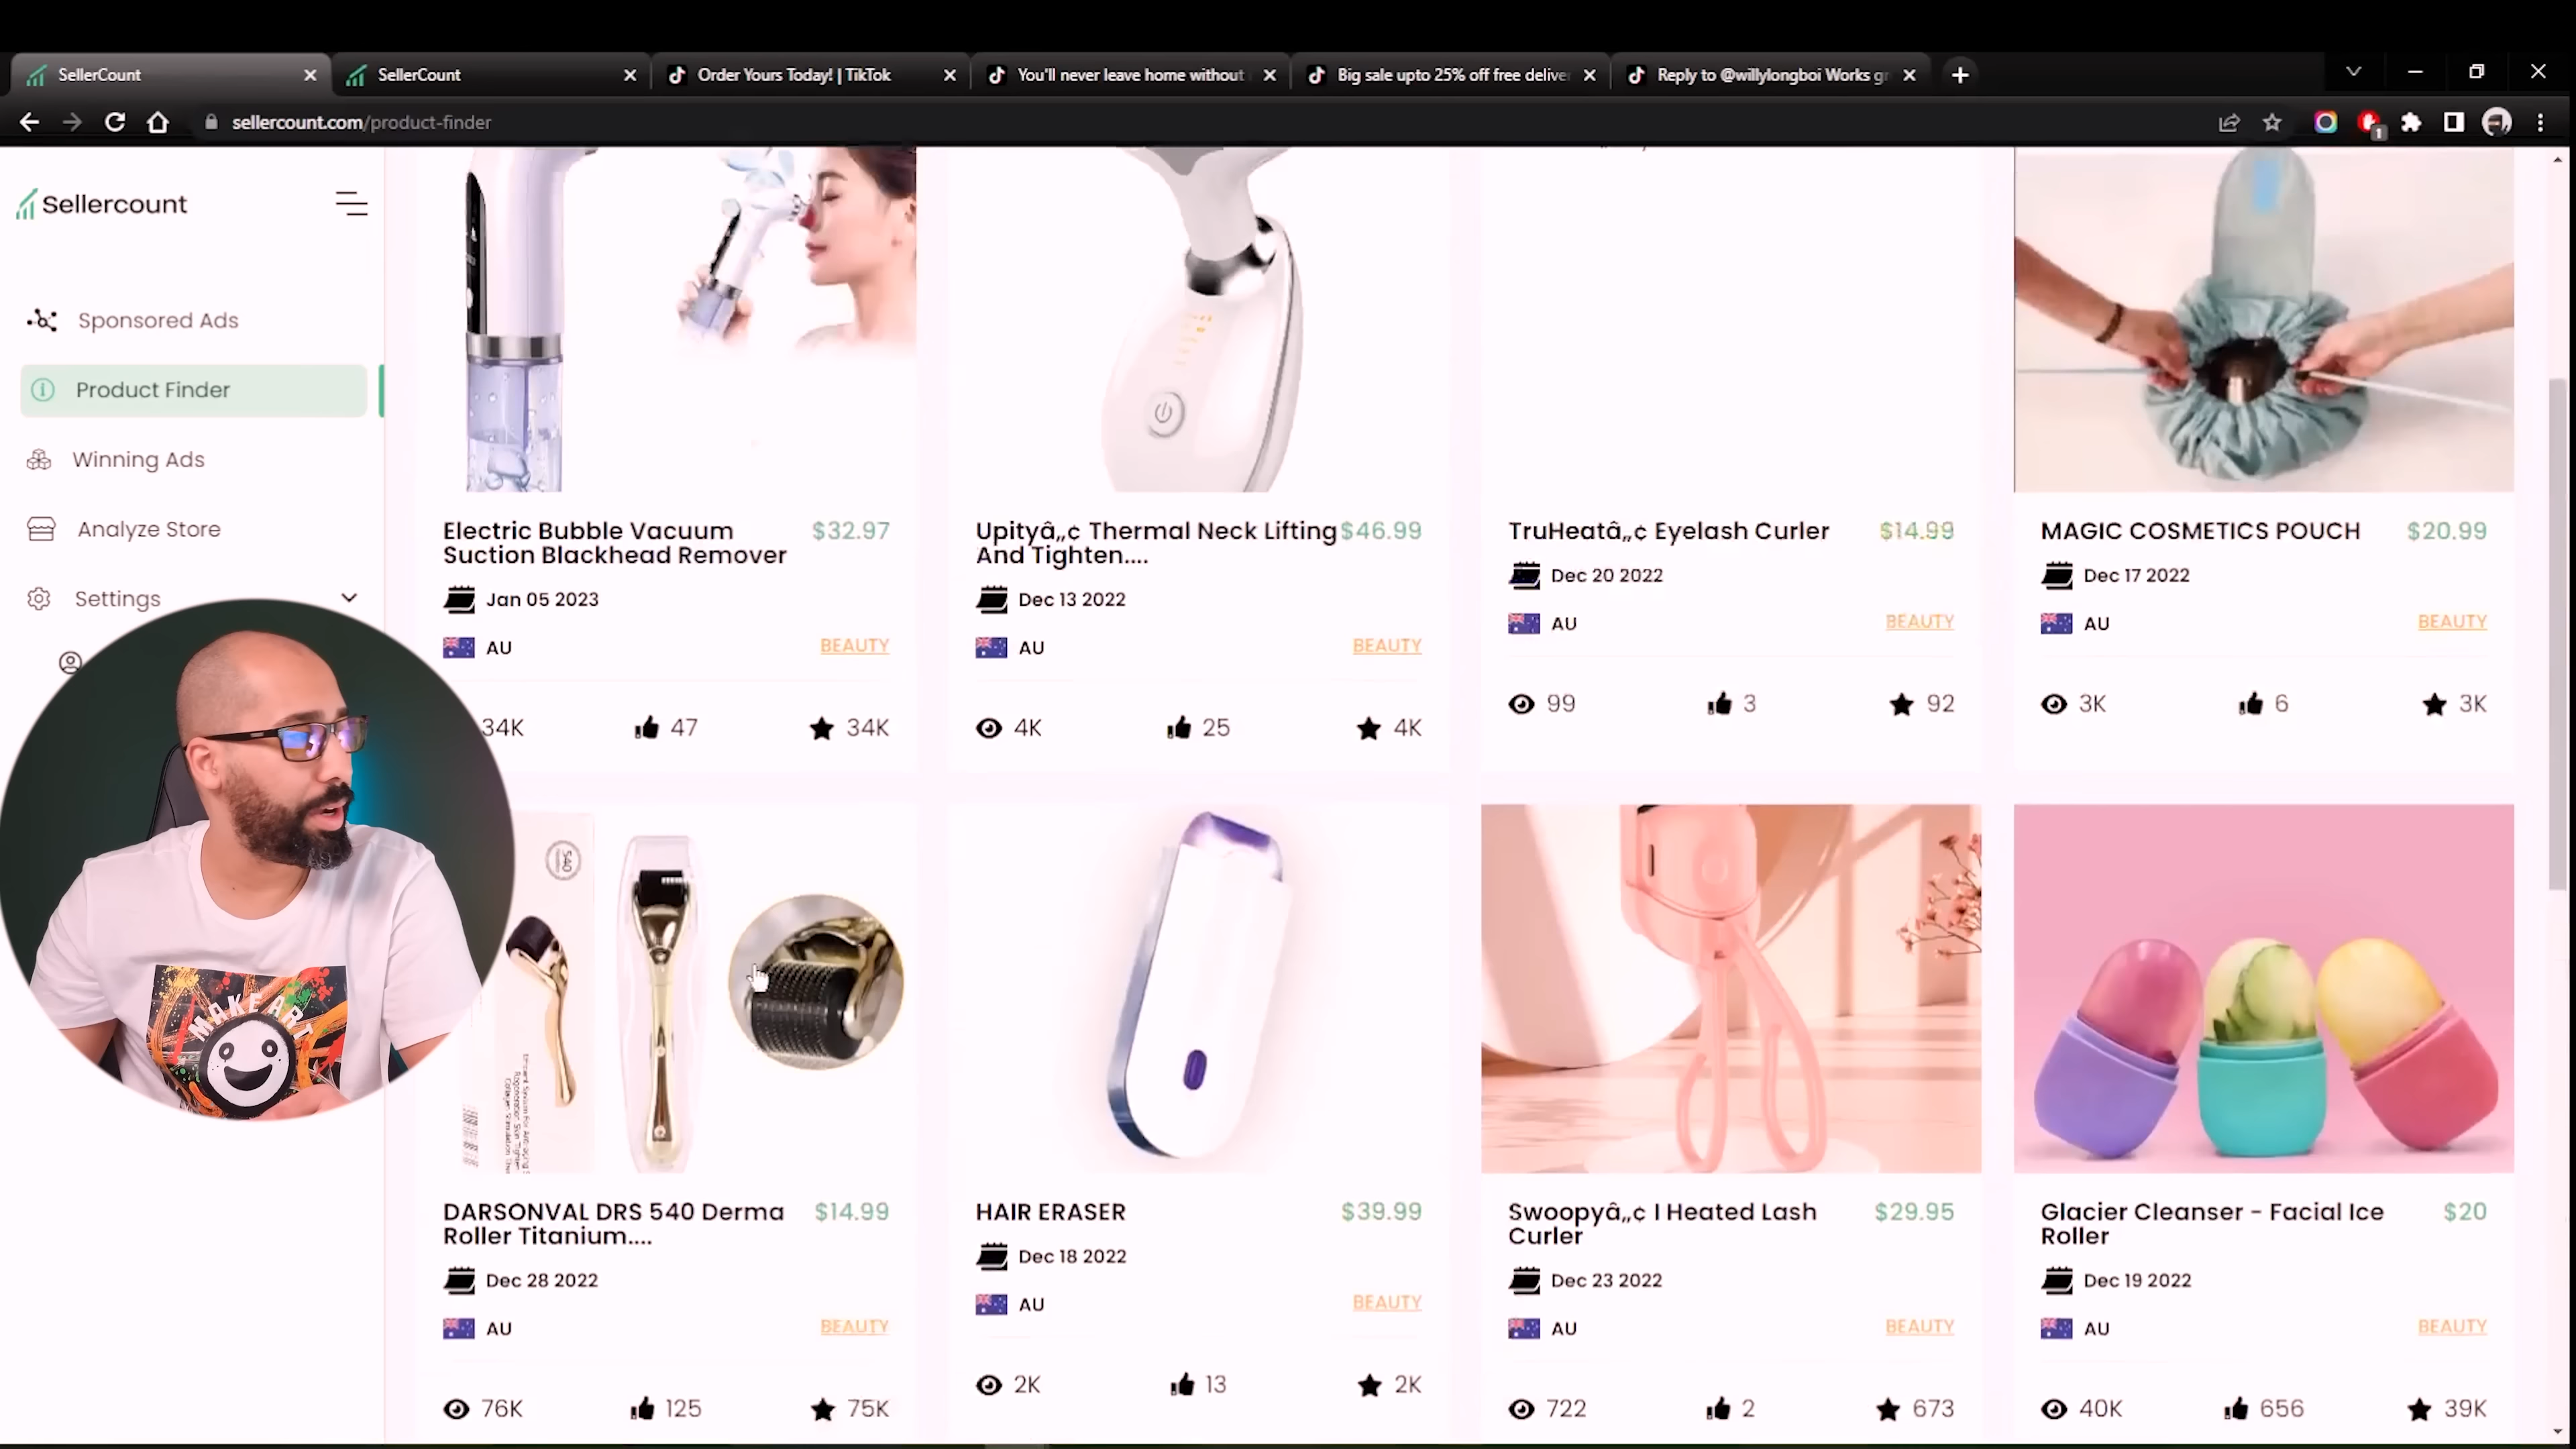 SellerCount
SellerCount
Order Yours Today! | TikTok
You'll never leave home without
Big sale upto 25% off free delive
Reply to @willylongboi Works gr
sellercount.com/product-finder
1
Sellercount
Sponsored Ads
Product Finder
Winning Ads
Analyze Store
Settings
Electric Bubble Vacuum
Suction Blackhead Remover
$32.97
Jan 05 2023
AU
BEAUTY
34K
47
34K
Upityâ„¢ Thermal Neck Lifting
And Tighten....
$46.99
Dec 13 2022
AU
BEAUTY
4K
25
4K
TruHeatâ„¢ Eyelash Curler
$14.99
Dec 20 2022
AU
BEAUTY
99
3
92
MAGIC COSMETICS POUCH
$20.99
Dec 17 2022
AU
BEAUTY
3K
6
3K
540
MAKE ART
DARSONVAL DRS 540 Derma
Roller Titanium....
$14.99
Dec 28 2022
AU
BEAUTY
76K
125
75K
HAIR ERASER
$39.99
Dec 18 2022
AU
BEAUTY
2K
13
2K
Swoopyâ„¢ I Heated Lash
Curler
$29.95
Dec 23 2022
AU
BEAUTY
722
2
673
Glacier Cleanser - Facial Ice
Roller
$20
Dec 19 2022
AU
BEAUTY
40K
656
39K